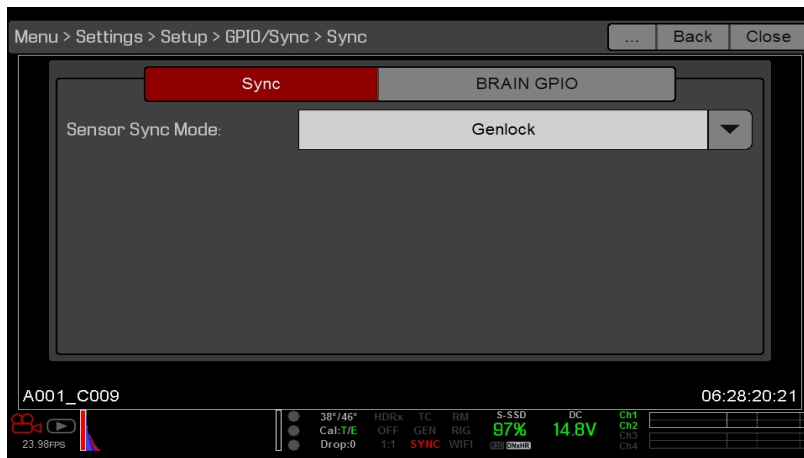 Menu > Settings > Setup > GPIO/Sync > Sync ... Back Close
Sync BRAIN GPIO
Sensor Sync Mode: Genlock
A001_C009 06:28:20:21
38°/46° HDRx TC RM S-SSD DC Ch1
Cal:T/E OFF GEN RIG 97% 14.8V Ch2
23.98FPS Drop:0 1:1 SYNC WIFI R3D DNxHR Ch3
Ch4